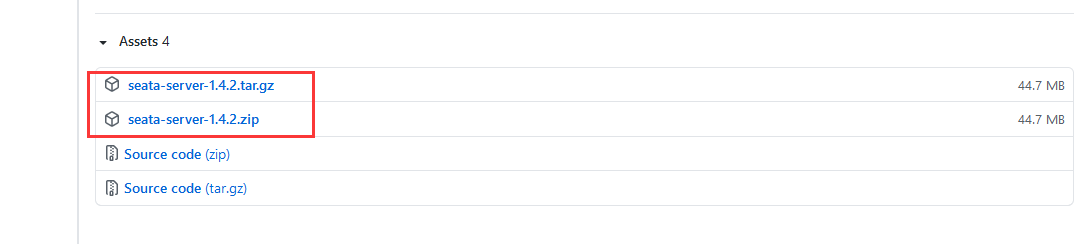 Assets 4
seata-server-1.4.2.tar.gz 44.7 MB
seata-server-1.4.2.zip 44.7 MB
Source code (zip)
Source code (tar.gz)